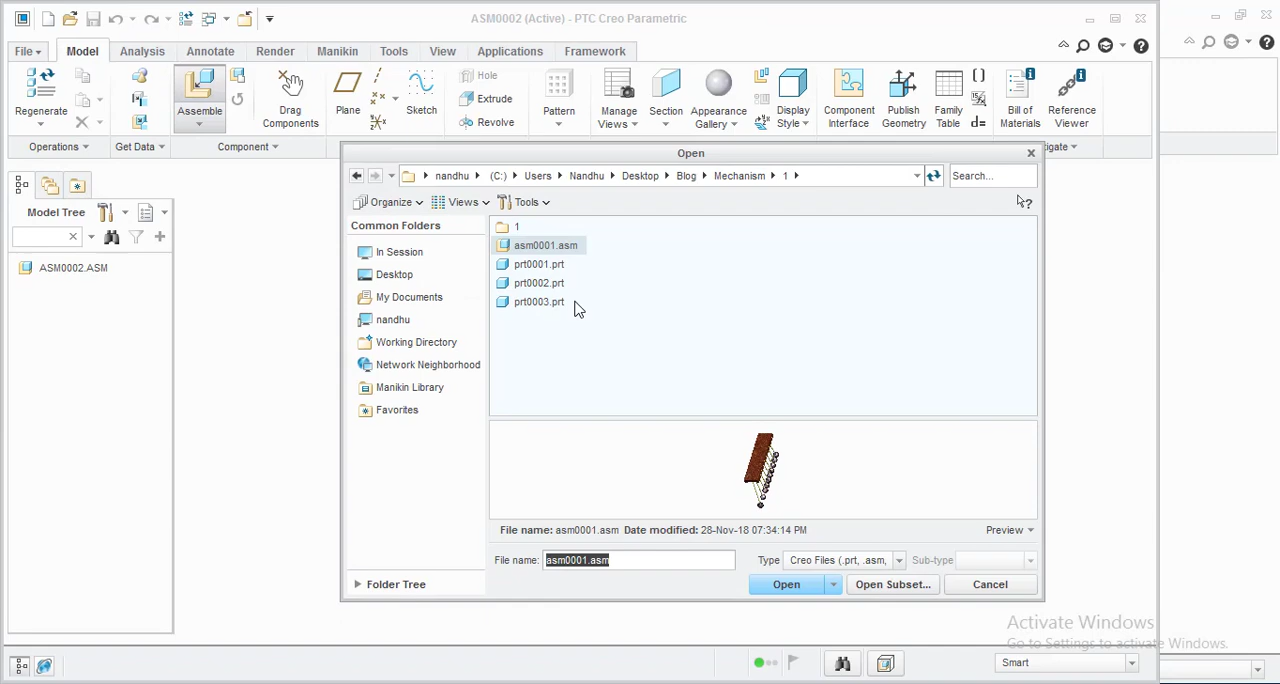 ASM0002 (Active) - PTC Creo Parametric
File Model Analysis Annotate Render Manikin Tools View Applications Framework
Regenerate
Assemble
Drag
Components
Plane
Sketch
Hole
Extrude
Revolve
Pattern
Manage
Views
Section
Appearance
Gallery
Display
Style
Component
Interface
Publish
Geometry
Family
Table
d=
Bill of
Materials
Reference
Viewer
Operations Get Data Component
Open
nandhu (C:) Users Nandhu Desktop Blog Mechanism 1 Search...
Organize Views Tools
Model Tree
ASM0002.ASM
Common Folders
In Session
Desktop
My Documents
nandhu
Working Directory
Network Neighborhood
Manikin Library
Favorites
Folder Tree
1
asm0001.asm
prt0001.prt
prt0002.prt
prt0003.prt
File name: asm0001.asm Date modified: 28-Nov-18 07:34:14 PM Preview
File name: asm0001.asm Type Creo Files (.prt, .asm, Sub-type
Open Open Subset... Cancel
Activate Windows
Go to Settings to activate Windows.
Smart